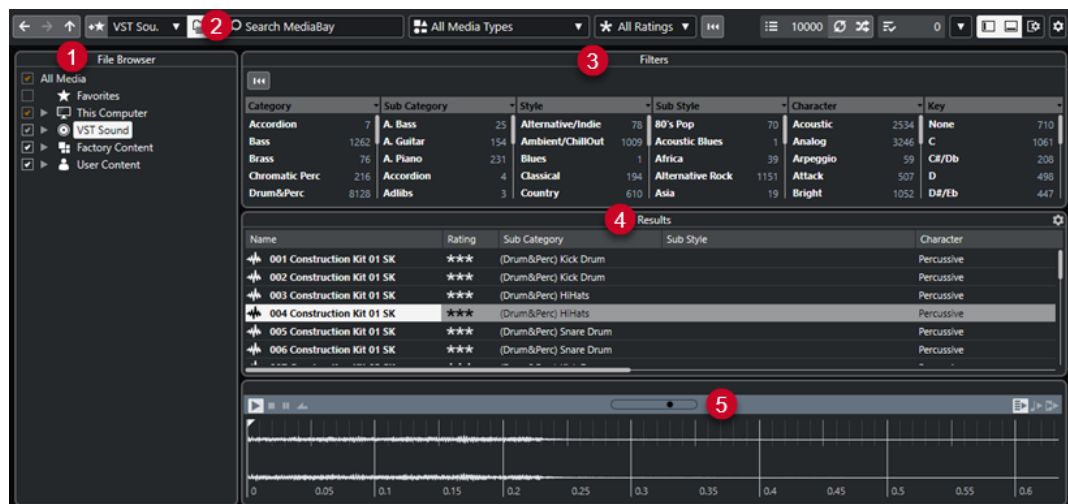 VST Sou.
2
Search MediaBay
All Media Types
All Ratings
10000
0
1
File Browser
All Media
Favorites
This Computer
VST Sound
Factory Content
User Content
3
Filters
Category Sub Category Style Sub Style Character Key
Accordion 7 A. Bass 25 Alternative/Indie 78 80's Pop 70 Acoustic 2534 None 710
Bass 1262 A. Guitar 154 Ambient/ChillOut 1009 Acoustic Blues 1 Analog 3246 C 1061
Brass 76 A. Piano 231 Blues 1 Africa 39 Arpeggio 59 C#/Db 208
Chromatic Perc 216 Accordion 4 Classical 194 Alternative Rock 1151 Attack 507 D 498
Drum&Perc 8128 Adlibs 3 Country 610 Asia 19 Bright 1052 D#/Eb 447
4
Results
Name Rating Sub Category Sub Style Character
001 Construction Kit 01 SK (Drum&Perc) Kick Drum Percussive
002 Construction Kit 01 SK (Drum&Perc) Kick Drum Percussive
003 Construction Kit 01 SK (Drum&Perc) HiHats Percussive
004 Construction Kit 01 SK (Drum&Perc) HiHats Percussive
005 Construction Kit 01 SK (Drum&Perc) Snare Drum Percussive
006 Construction Kit 01 SK (Drum&Perc) Snare Drum Percussive
5
0 0.05 0.1 0.15 0.2 0.25 0.3 0.35 0.4 0.45 0.5 0.55 0.6